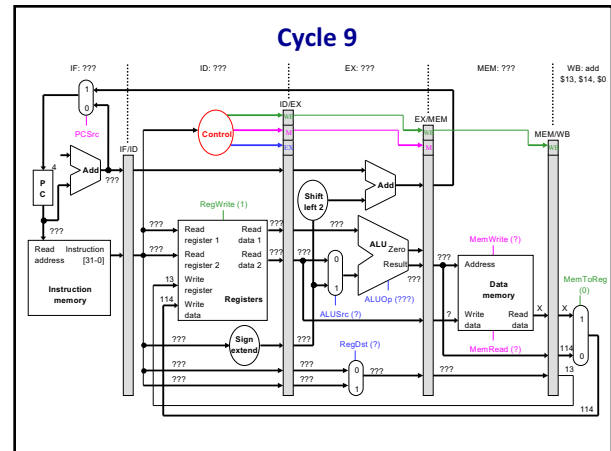 Cycle 9
IF: ???
ID: ???
EX: ???
MEM: ???
WB: add
$13, $14, $0
ID/EX
EX/MEM
MEM/WB
IF/ID
1
0
PCSrc
Control
WB
M
EX
WB
M
WB
4
Add
???
P
C
Add
Shift
left 2
RegWrite (1)
???
Read
address
Instruction
[31-0]
Instruction
memory
???
???
13
114
Read
register 1
Read
register 2
Write
register
Write
data
Read
data 1
Read
data 2
Registers
???
???
???
???
0
1
ALUSrc (?)
ALU
Zero
Result
???
ALUOp (???)
???
?
MemWrite (?)
Address
Data
memory
Write
data
Read
data
MemRead (?)
X
X
MemToReg
(0)
1
0
114
13
???
Sign
extend
???
RegDst (?)
???
???
???
???
0
1
???
???
???
114